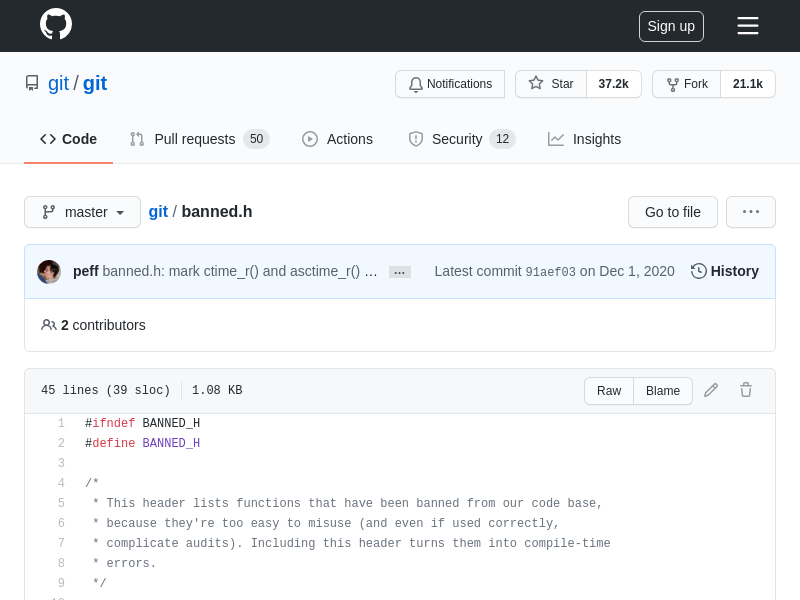 Sign up
git / git
Notifications
Star 37.2k
Fork 21.1k
Code
Pull requests 50
Actions
Security 12
Insights
master
git / banned.h
Go to file
peff banned.h: mark ctime_r() and asctime_r() …
Latest commit 91aef03 on Dec 1, 2020
History
2 contributors
45 lines (39 sloc) 1.08 KB
Raw
Blame
1 #ifndef BANNED_H
2 #define BANNED_H
3
4 /*
5 * This header lists functions that have been banned from our code base,
6 * because they're too easy to misuse (and even if used correctly,
7 * complicate audits). Including this header turns them into compile-time
8 * errors.
9 */